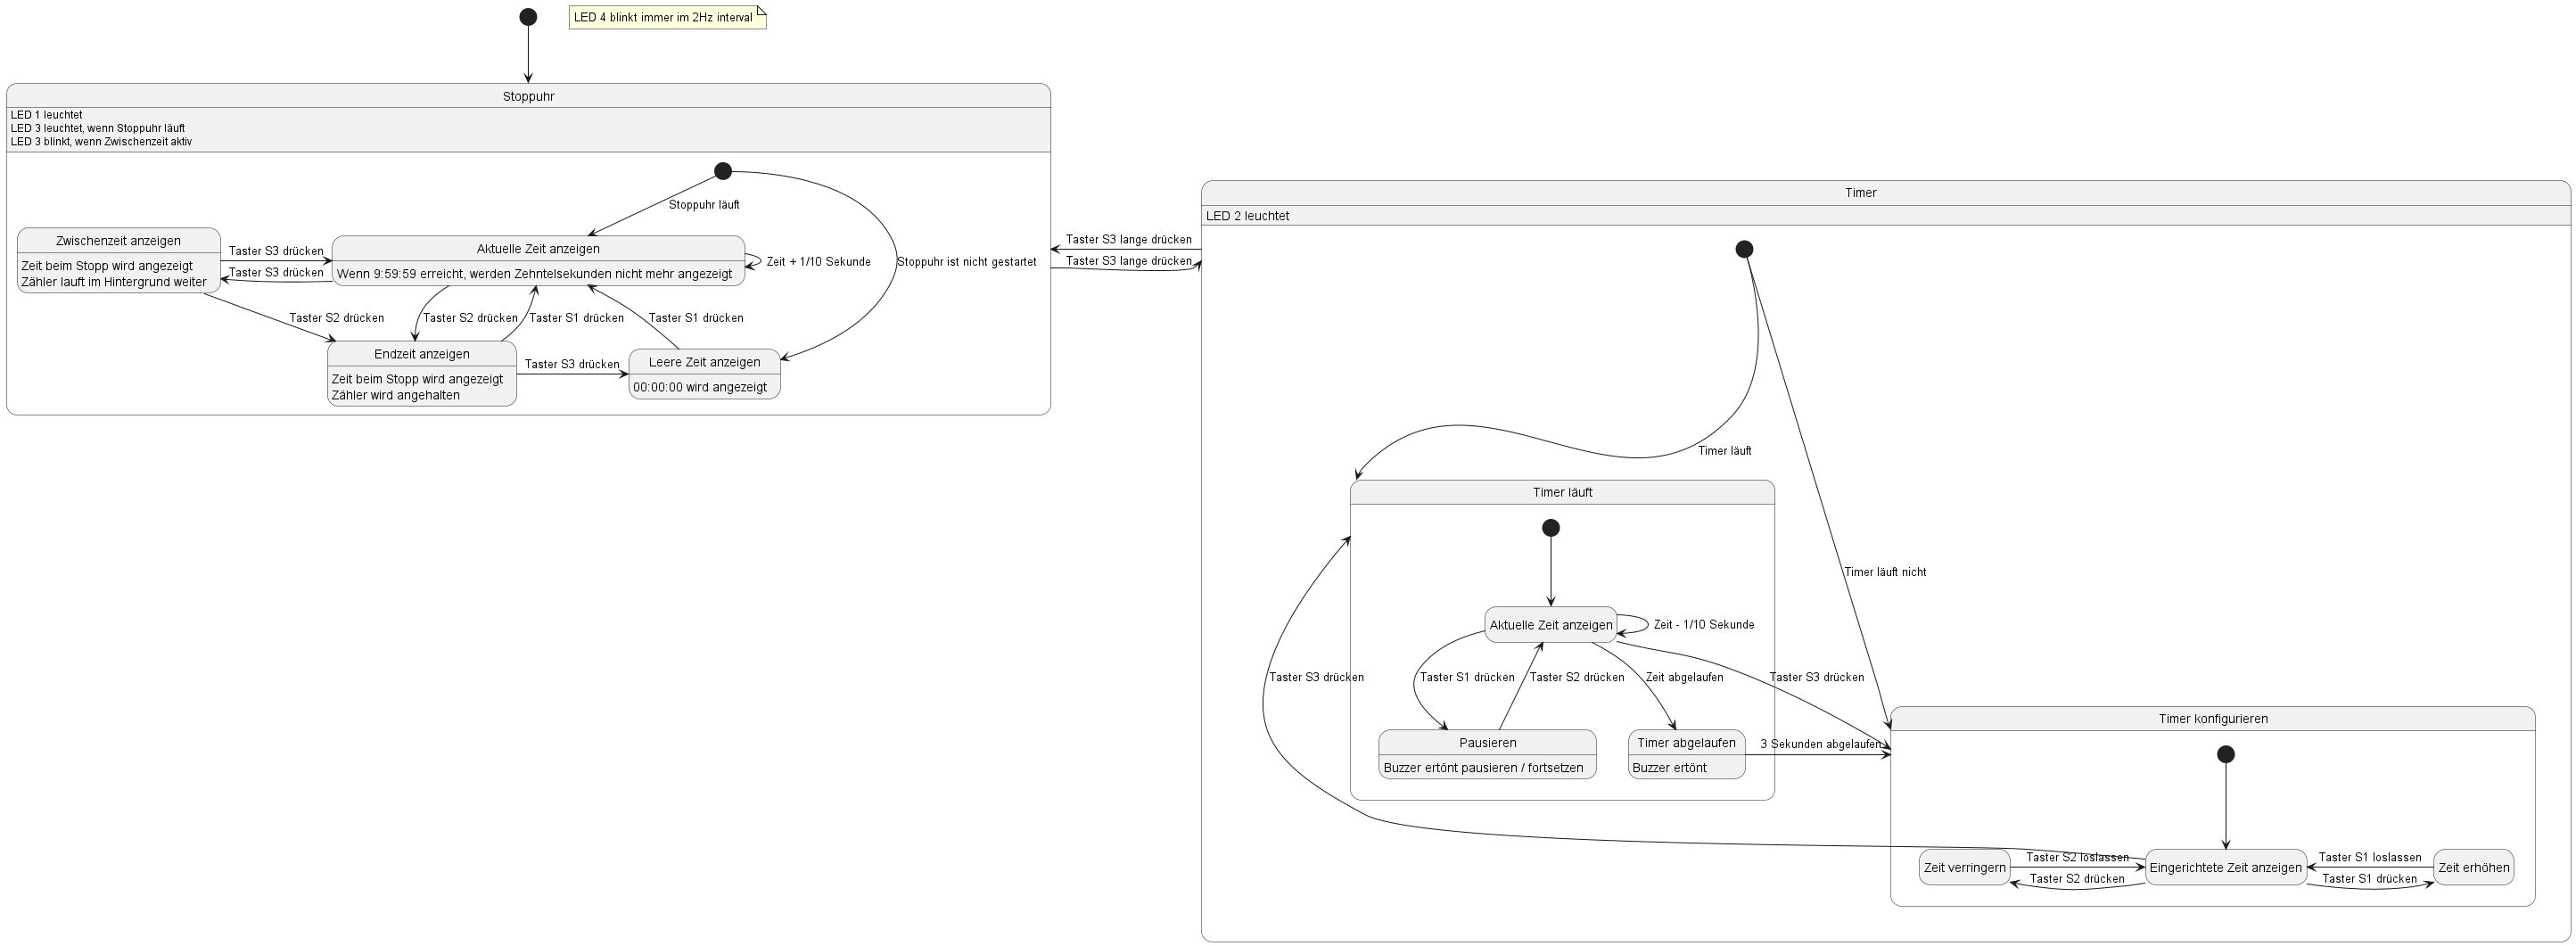 LED 4 blinkt immer im 2Hz interval
Stoppuhr
LED 1 leuchtet
LED 3 leuchtet, wenn Stoppuhr läuft
LED 3 blinkt, wenn Zwischenzeit aktiv
Stoppuhr läuft
Stoppuhr ist nicht gestartet
Zwischenzeit anzeigen
Zeit beim Stopp wird angezeigt
Zähler lauft im Hintergrund weiter
Taster S3 drücken
Taster S3 drücken
Aktuelle Zeit anzeigen
Wenn 9:59:59 erreicht, werden Zehntelsekunden nicht mehr angezeigt
Zeit + 1/10 Sekunde
Taster S2 drücken
Taster S2 drücken
Taster S1 drücken
Taster S1 drücken
Endzeit anzeigen
Zeit beim Stopp wird angezeigt
Zähler wird angehalten
Taster S3 drücken
Leere Zeit anzeigen
00:00:00 wird angezeigt
Taster S3 lange drücken
Taster S3 lange drücken
Timer
LED 2 leuchtet
Timer läuft
Timer läuft nicht
Timer läuft
Aktuelle Zeit anzeigen
Zeit - 1/10 Sekunde
Taster S3 drücken
Taster S1 drücken
Taster S2 drücken
Zeit abgelaufen
Taster S3 drücken
Pausieren
Buzzer ertönt pausieren / fortsetzen
Timer abgelaufen
Buzzer ertönt
3 Sekunden abgelaufen
Timer konfigurieren
Zeit verringern
Taster S2 loslassen
Taster S2 drücken
Eingerichtete Zeit anzeigen
Taster S1 loslassen
Taster S1 drücken
Zeit erhöhen